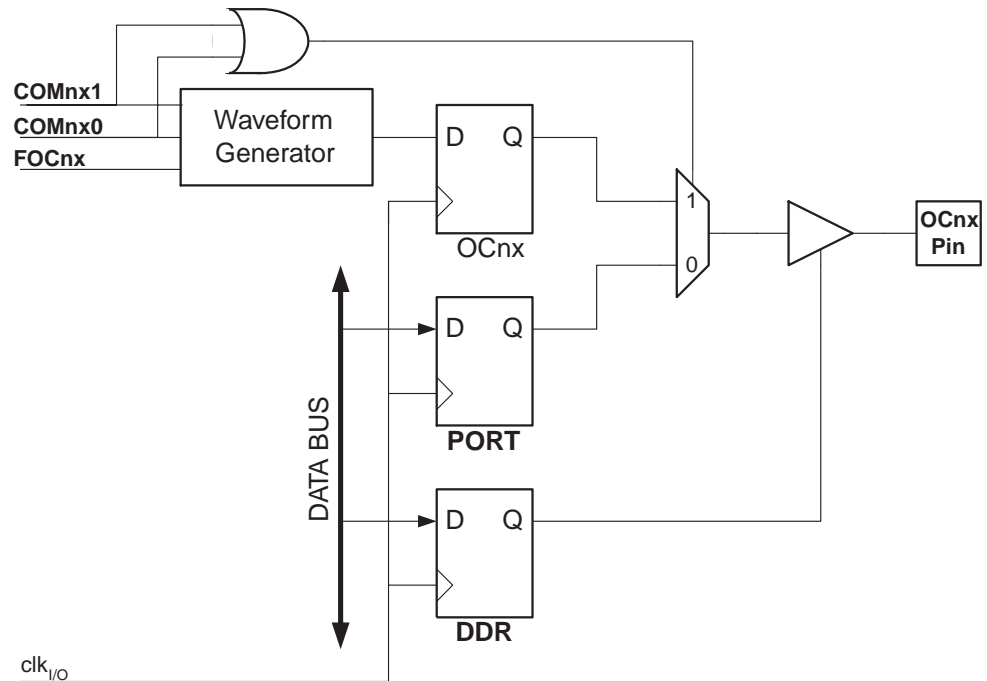 COMnx1
COMnx0
FOCnx
Waveform
Generator
D Q
OCnx
1
0
OCnx
Pin
D Q
PORT
DATA BUS
D Q
DDR
clkI/O